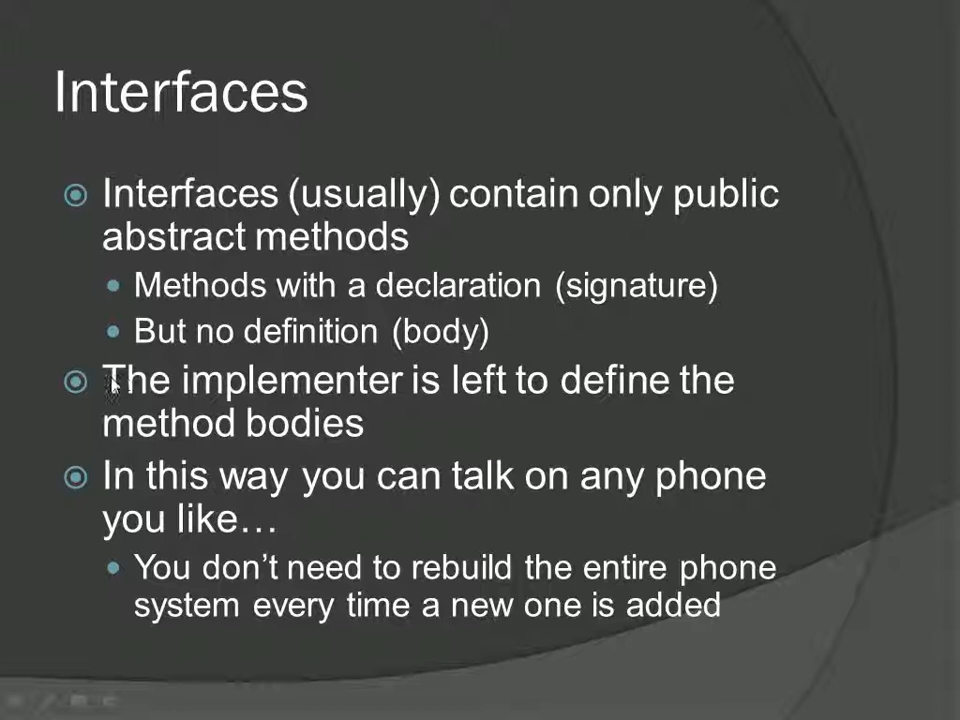 Interfaces
Interfaces (usually) contain only public
abstract methods
Methods with a declaration (signature)
But no definition (body)
The implementer is left to define the
method bodies
In this way you can talk on any phone
you like…
You don’t need to rebuild the entire phone
system every time a new one is added